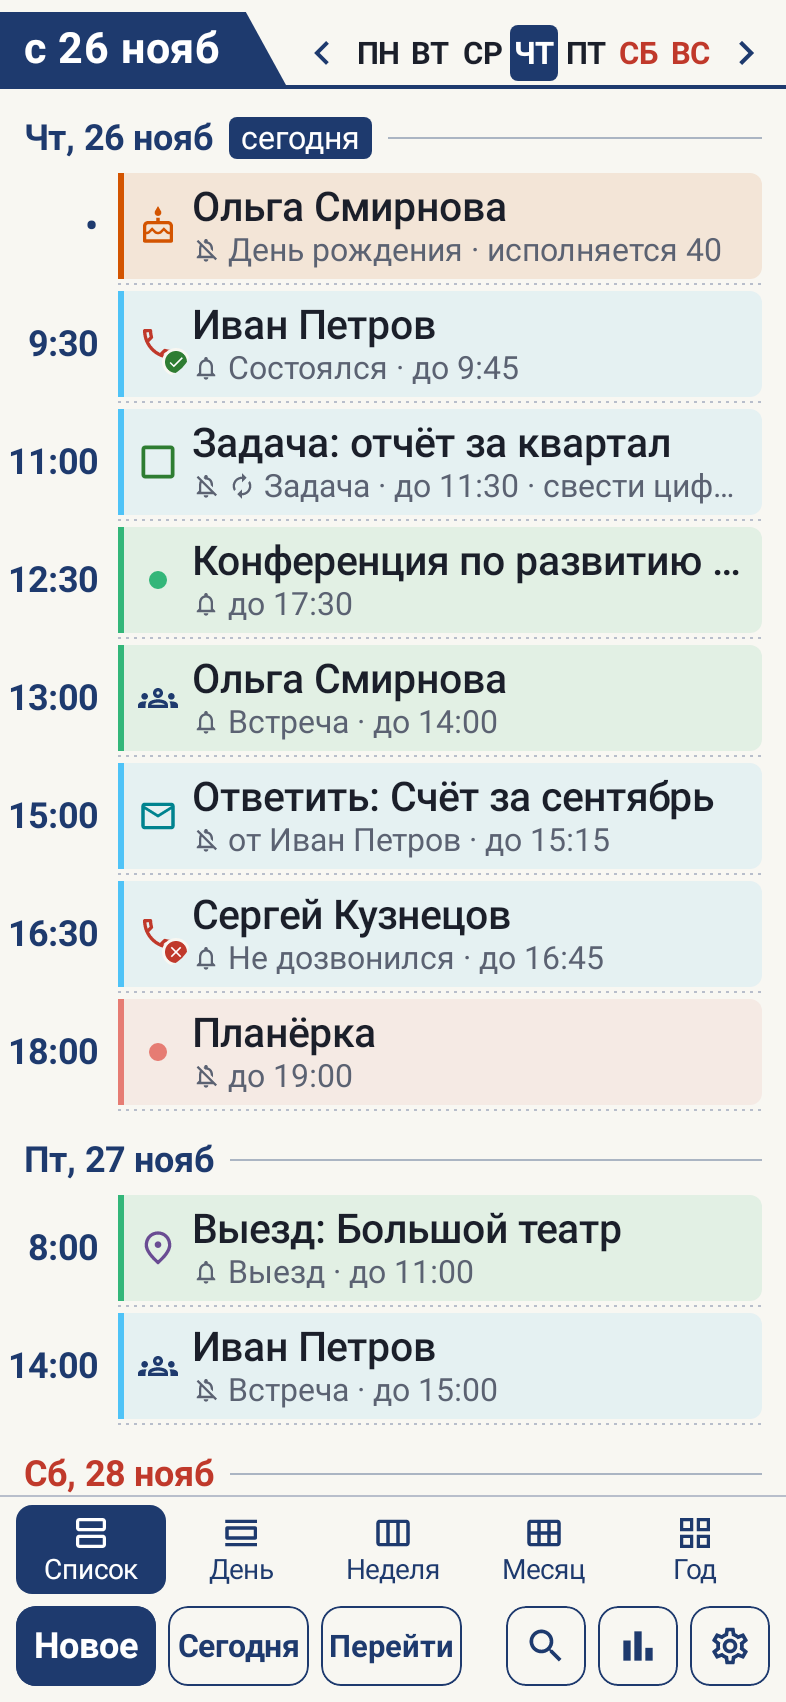 с 26 нояб
ПН ВТ СР ЧТ ПТ СБ ВС
Чт, 26 нояб сегодня
Ольга Смирнова
День рождения · исполняется 40
9:30
Иван Петров
Состоялся · до 9:45
11:00
Задача: отчёт за квартал
Задача · до 11:30 · свести циф...
12:30
Конференция по развитию ...
до 17:30
13:00
Ольга Смирнова
Встреча · до 14:00
15:00
Ответить: Счёт за сентябрь
от Иван Петров · до 15:15
16:30
Сергей Кузнецов
Не дозвонился · до 16:45
18:00
Планёрка
до 19:00
Пт, 27 нояб
8:00
Выезд: Большой театр
Выезд · до 11:00
14:00
Иван Петров
Встреча · до 15:00
Сб, 28 нояб
Список День Неделя Месяц Год
Новое Сегодня Перейти